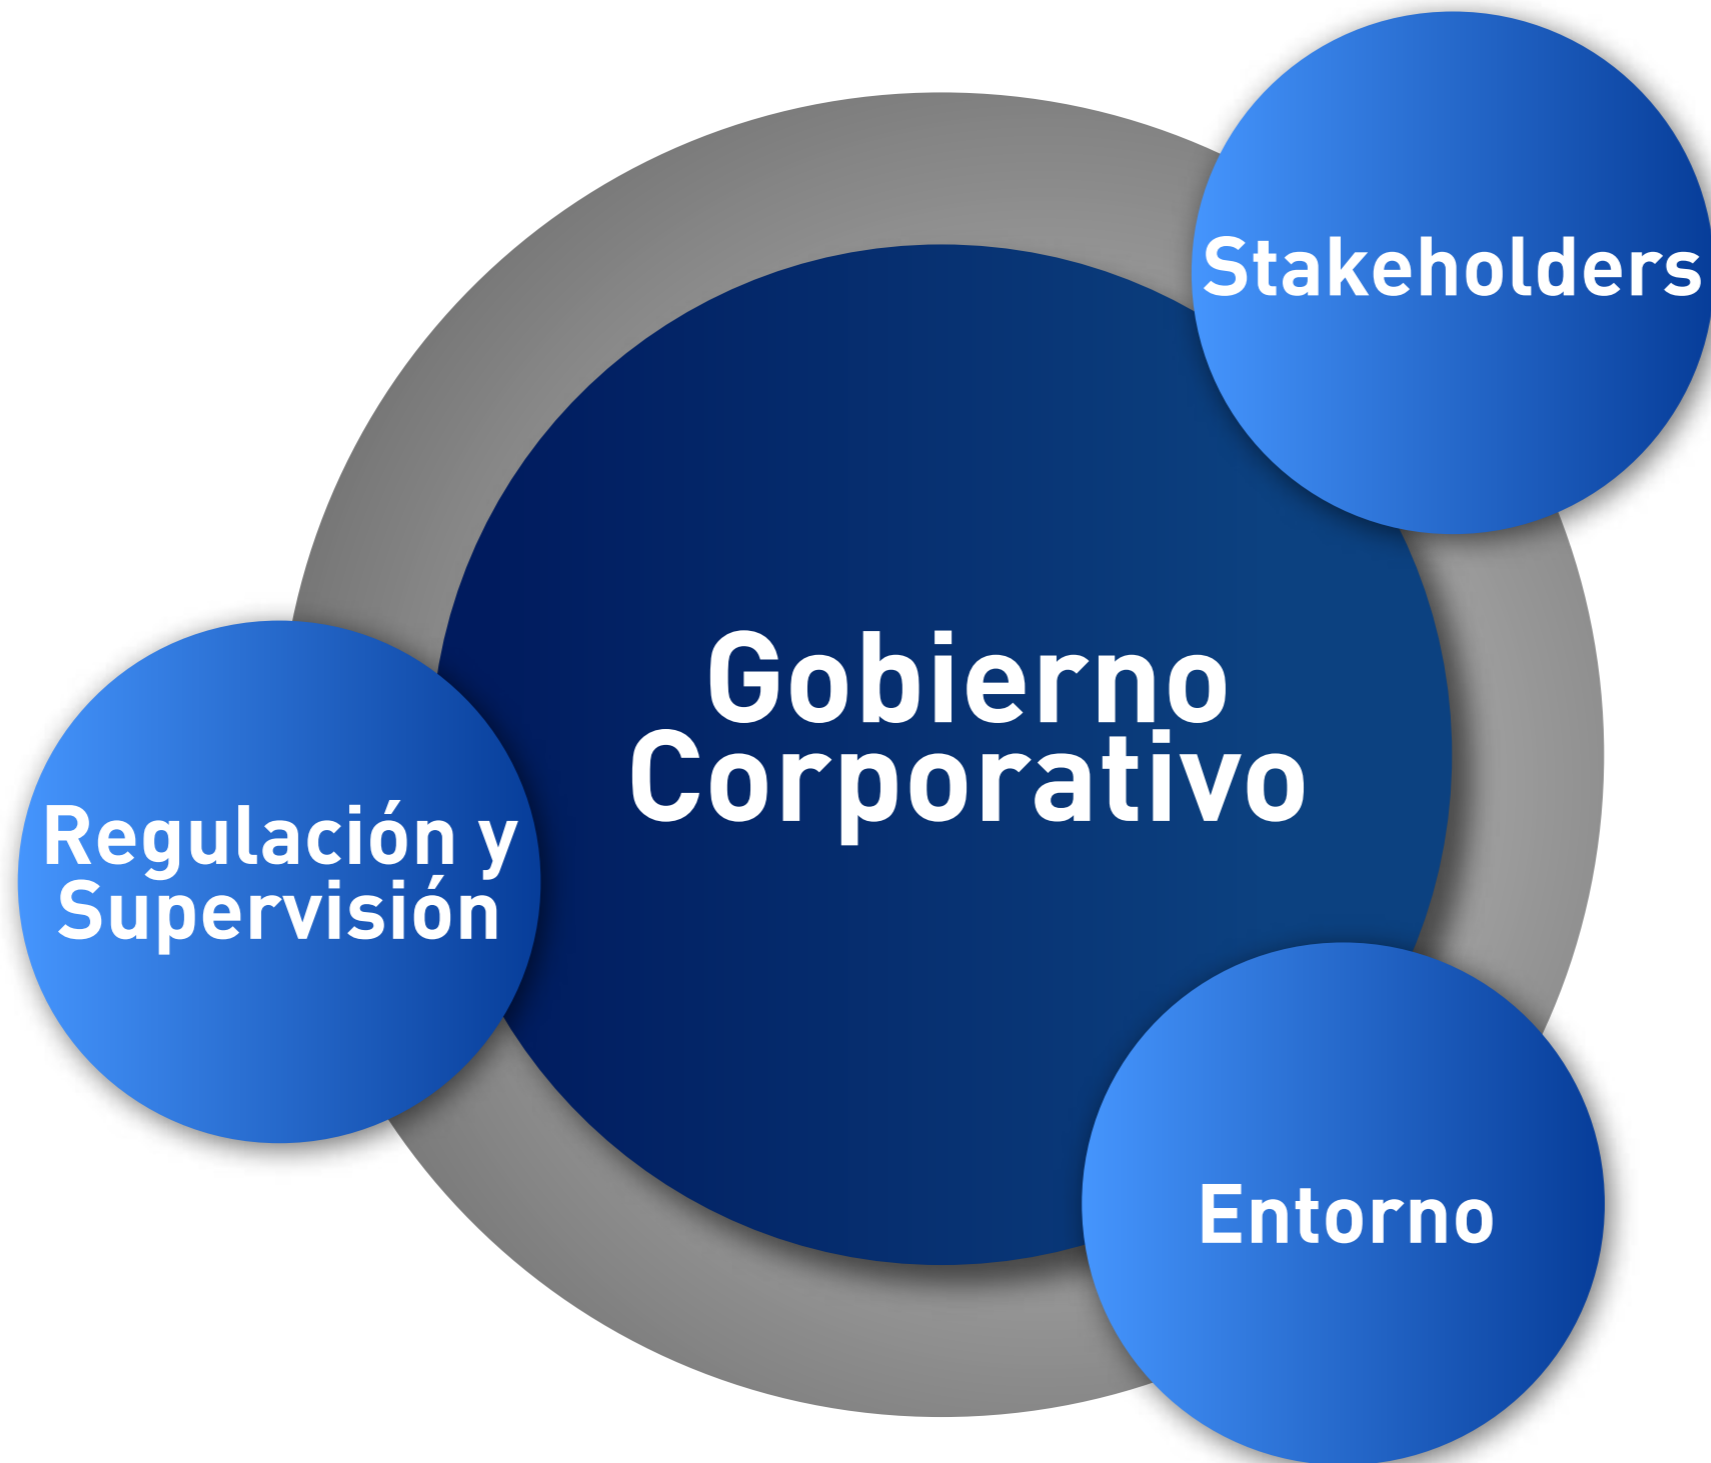 Stakeholders
Gobierno
Corporativo
Regulación y
Supervisión
Entorno